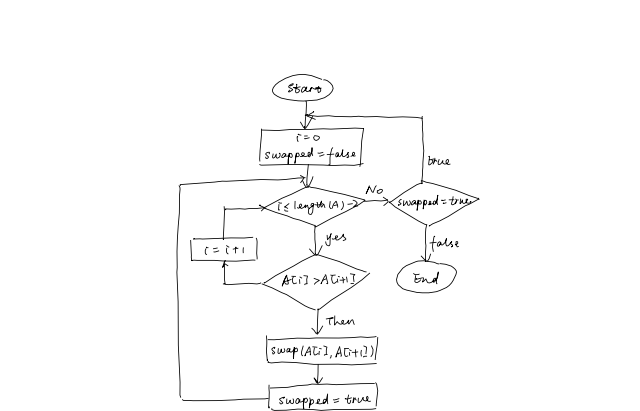 Start
i=0
swapped=false
true
No
i≤length(A)-2
swapped=true
yes
false
i=i+1
A[i]>A[i+1]
End
Then
swap(A[i],A[i+1])
swapped=true